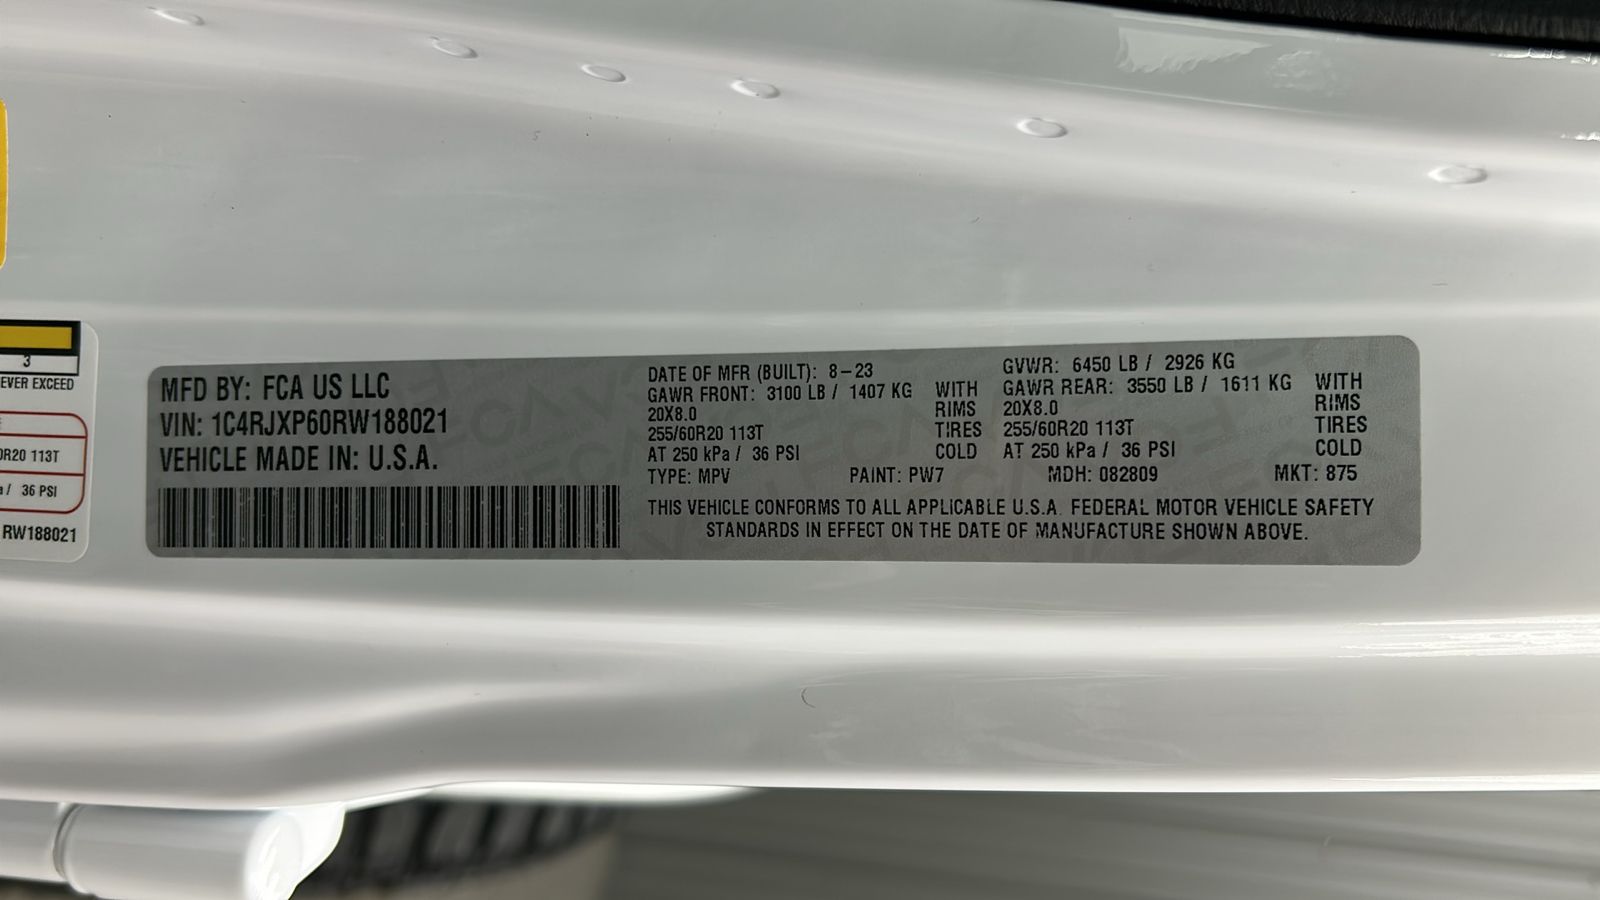 3
EVER EXCEED
0R20 113T
a / 36 PSI
RW188021
MFD BY: FCA US LLC
VIN: 1C4RJXP60RW188021
VEHICLE MADE IN: U.S.A.
DATE OF MFR (BUILT): 8-23
GAWR FRONT: 3100 LB / 1407 KG WITH
20X8.0 RIMS
255/60R20 113T TIRES
AT 250 kPa / 36 PSI COLD
GVWR: 6450 LB / 2926 KG
GAWR REAR: 3550 LB / 1611 KG WITH
20X8.0 RIMS
255/60R20 113T TIRES
AT 250 kPa / 36 PSI COLD
TYPE: MPV PAINT: PW7 MDH: 082809 MKT: 875
THIS VEHICLE CONFORMS TO ALL APPLICABLE U.S.A. FEDERAL MOTOR VEHICLE SAFETY
STANDARDS IN EFFECT ON THE DATE OF MANUFACTURE SHOWN ABOVE.